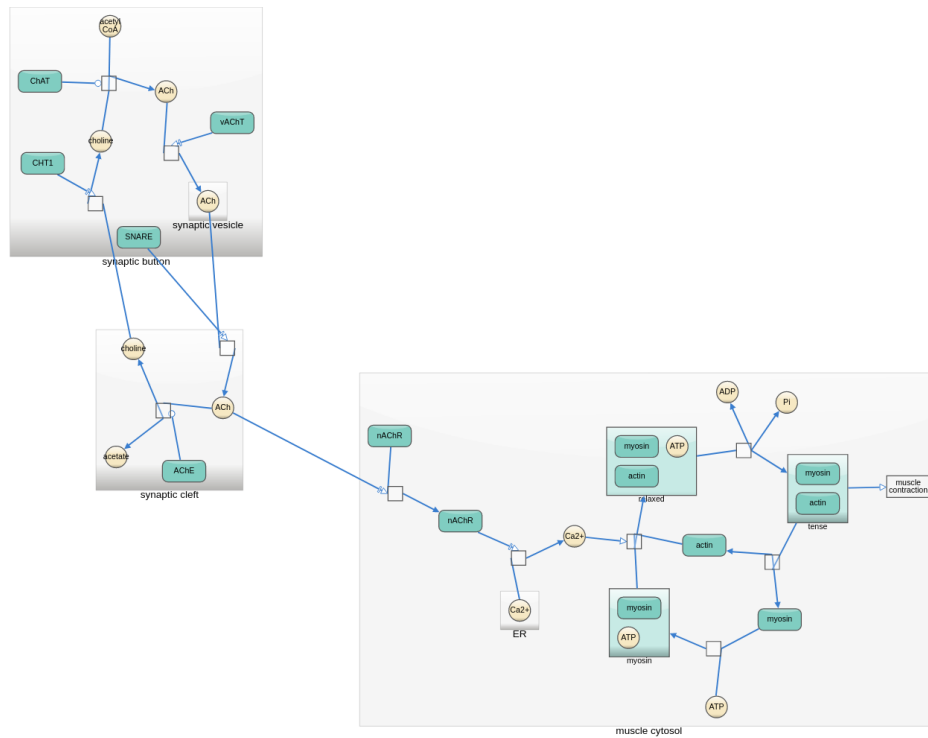 acetyl
CoA
ChAT
ACh
vAChT
choline
CHT1
ACh
synaptic vesicle
SNARE
synaptic button
choline
ACh
acetate
AChE
synaptic cleft
ADP
Pi
nAChR
myosin
ATP
actin
relaxed
myosin
actin
tense
muscle
contraction
nAChR
Ca2+
actin
Ca2+
ER
myosin
ATP
myosin
myosin
ATP
muscle cytosol